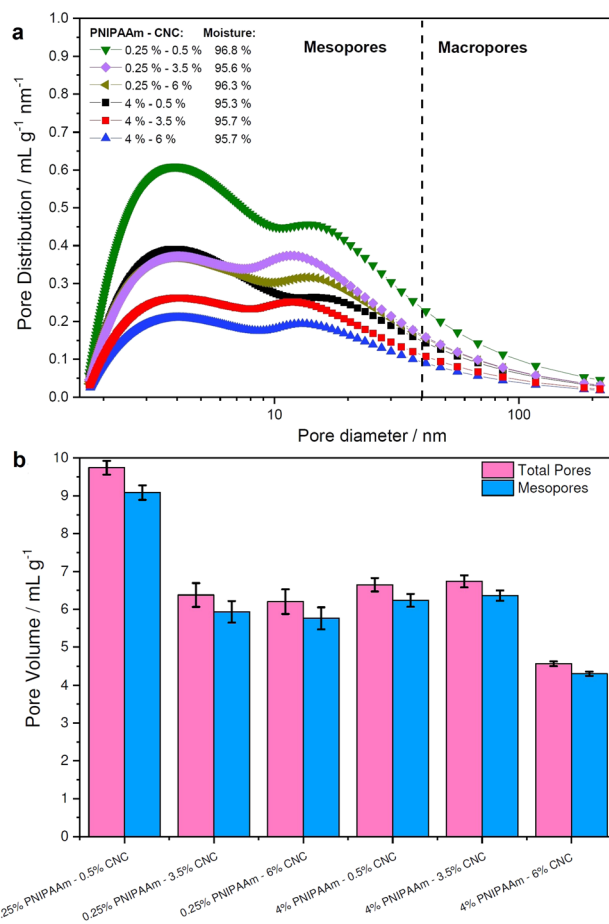 a
PNIPAAm - CNC: Moisture:
0.25 % - 0.5 % 96.8 %
0.25 % - 3.5 % 95.6 %
0.25 % - 6 % 96.3 %
4 % - 0.5 % 95.3 %
4 % - 3.5 % 95.7 %
4 % - 6 % 95.7 %
Mesopores
Macropores
Pore Distribution / mL g⁻¹ nm⁻¹
1.0
0.9
0.8
0.7
0.6
0.5
0.4
0.3
0.2
0.1
0.0
10 100
Pore diameter / nm
b
Total Pores
Mesopores
Pore Volume / mL g⁻¹
10
9
8
7
6
5
4
3
2
1
0
.25% PNIPAAm - 0.5% CNC
0.25% PNIPAAm - 3.5% CNC
0.25% PNIPAAm - 6% CNC
4% PNIPAAm - 0.5% CNC
4% PNIPAAm - 3.5% CNC
4% PNIPAAm - 6% CNC